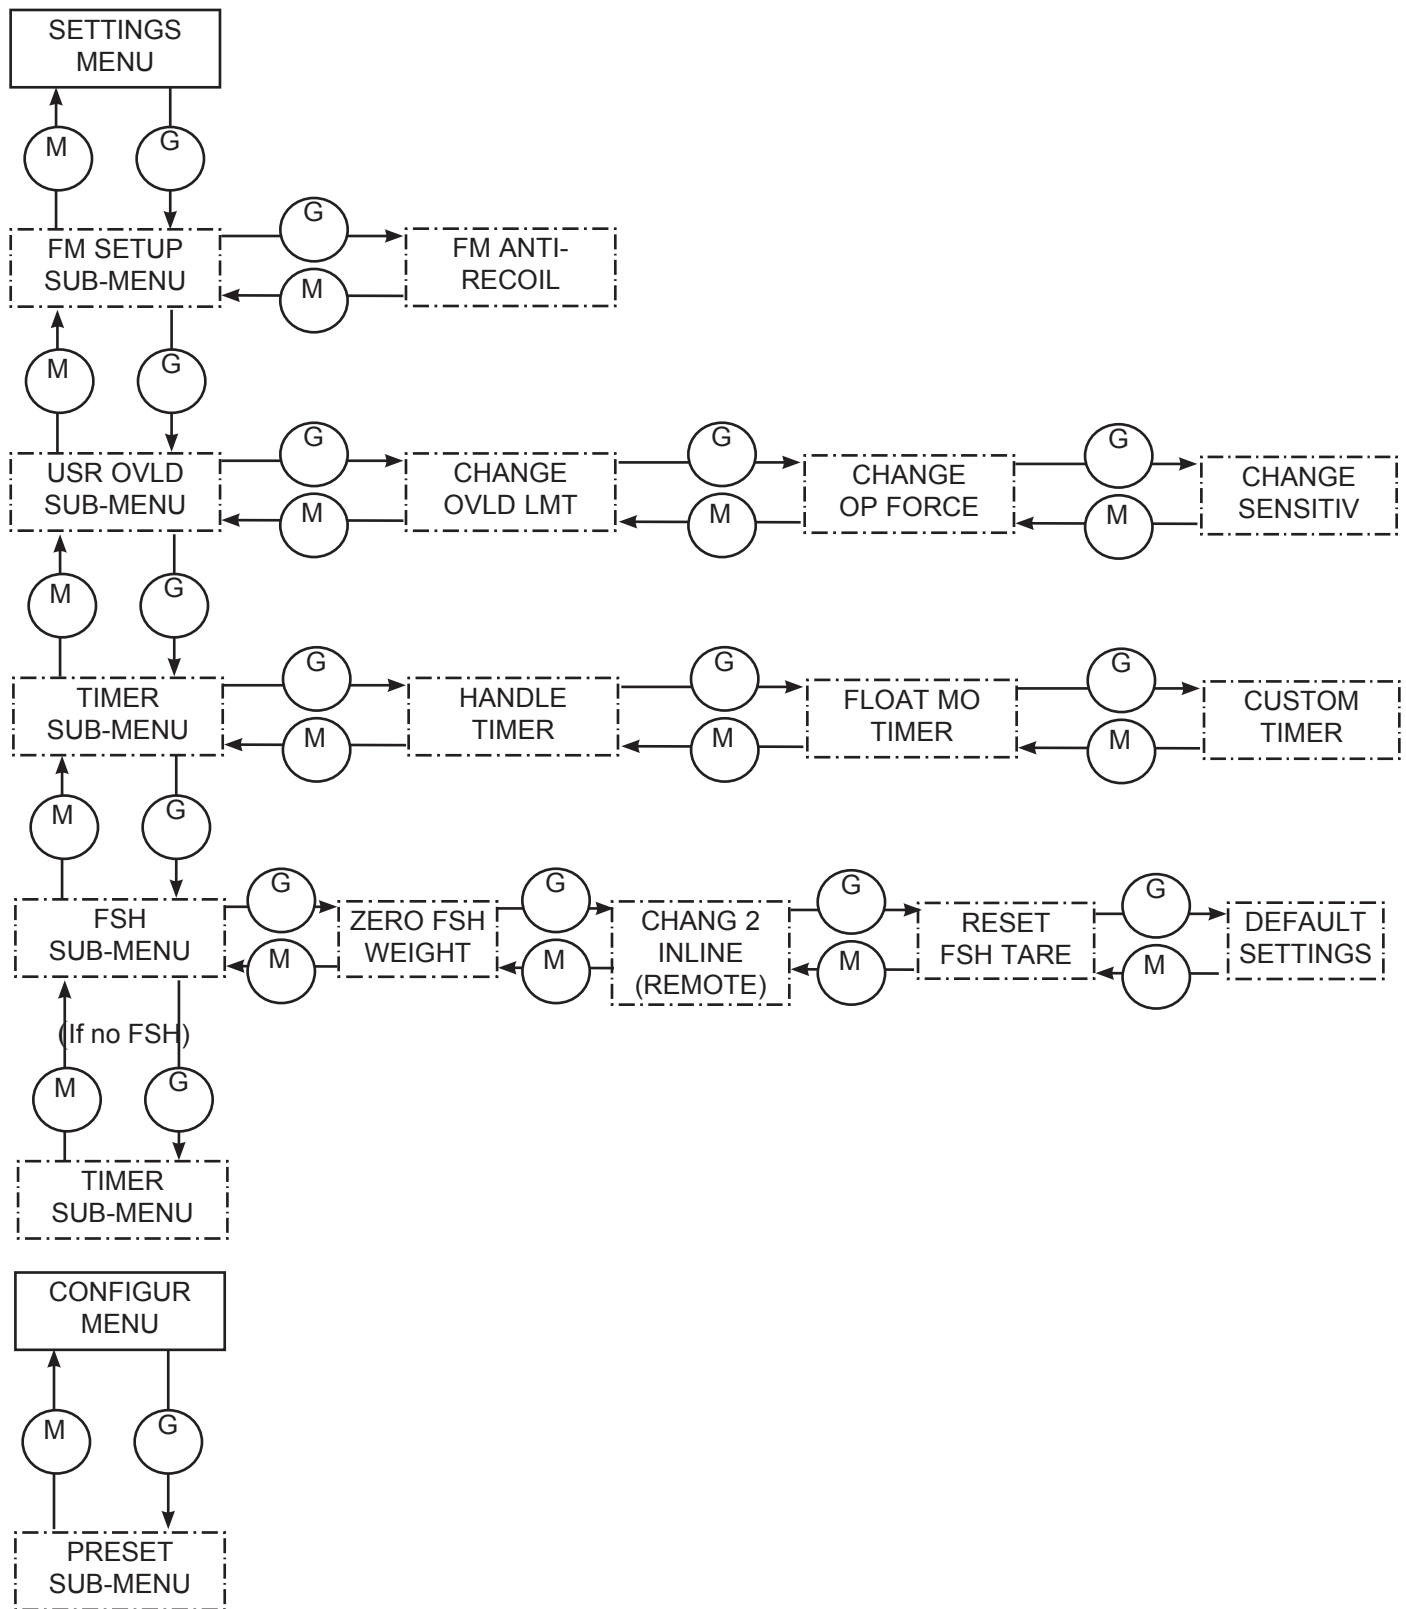 SETTINGS
MENU
M
G
FM SETUP
SUB-MENU
G
M
FM ANTI-
RECOIL
M
G
USR OVLD
SUB-MENU
G
M
CHANGE
OVLD LMT
G
M
CHANGE
OP FORCE
G
M
CHANGE
SENSITIV
M
G
TIMER
SUB-MENU
G
M
HANDLE
TIMER
G
M
FLOAT MO
TIMER
G
M
CUSTOM
TIMER
M
G
FSH
SUB-MENU
G
M
ZERO FSH
WEIGHT
G
M
CHANG 2
INLINE
(REMOTE)
G
M
RESET
FSH TARE
G
M
DEFAULT
SETTINGS
(If no FSH)
M
G
TIMER
SUB-MENU
CONFIGUR
MENU
M
G
PRESET
SUB-MENU